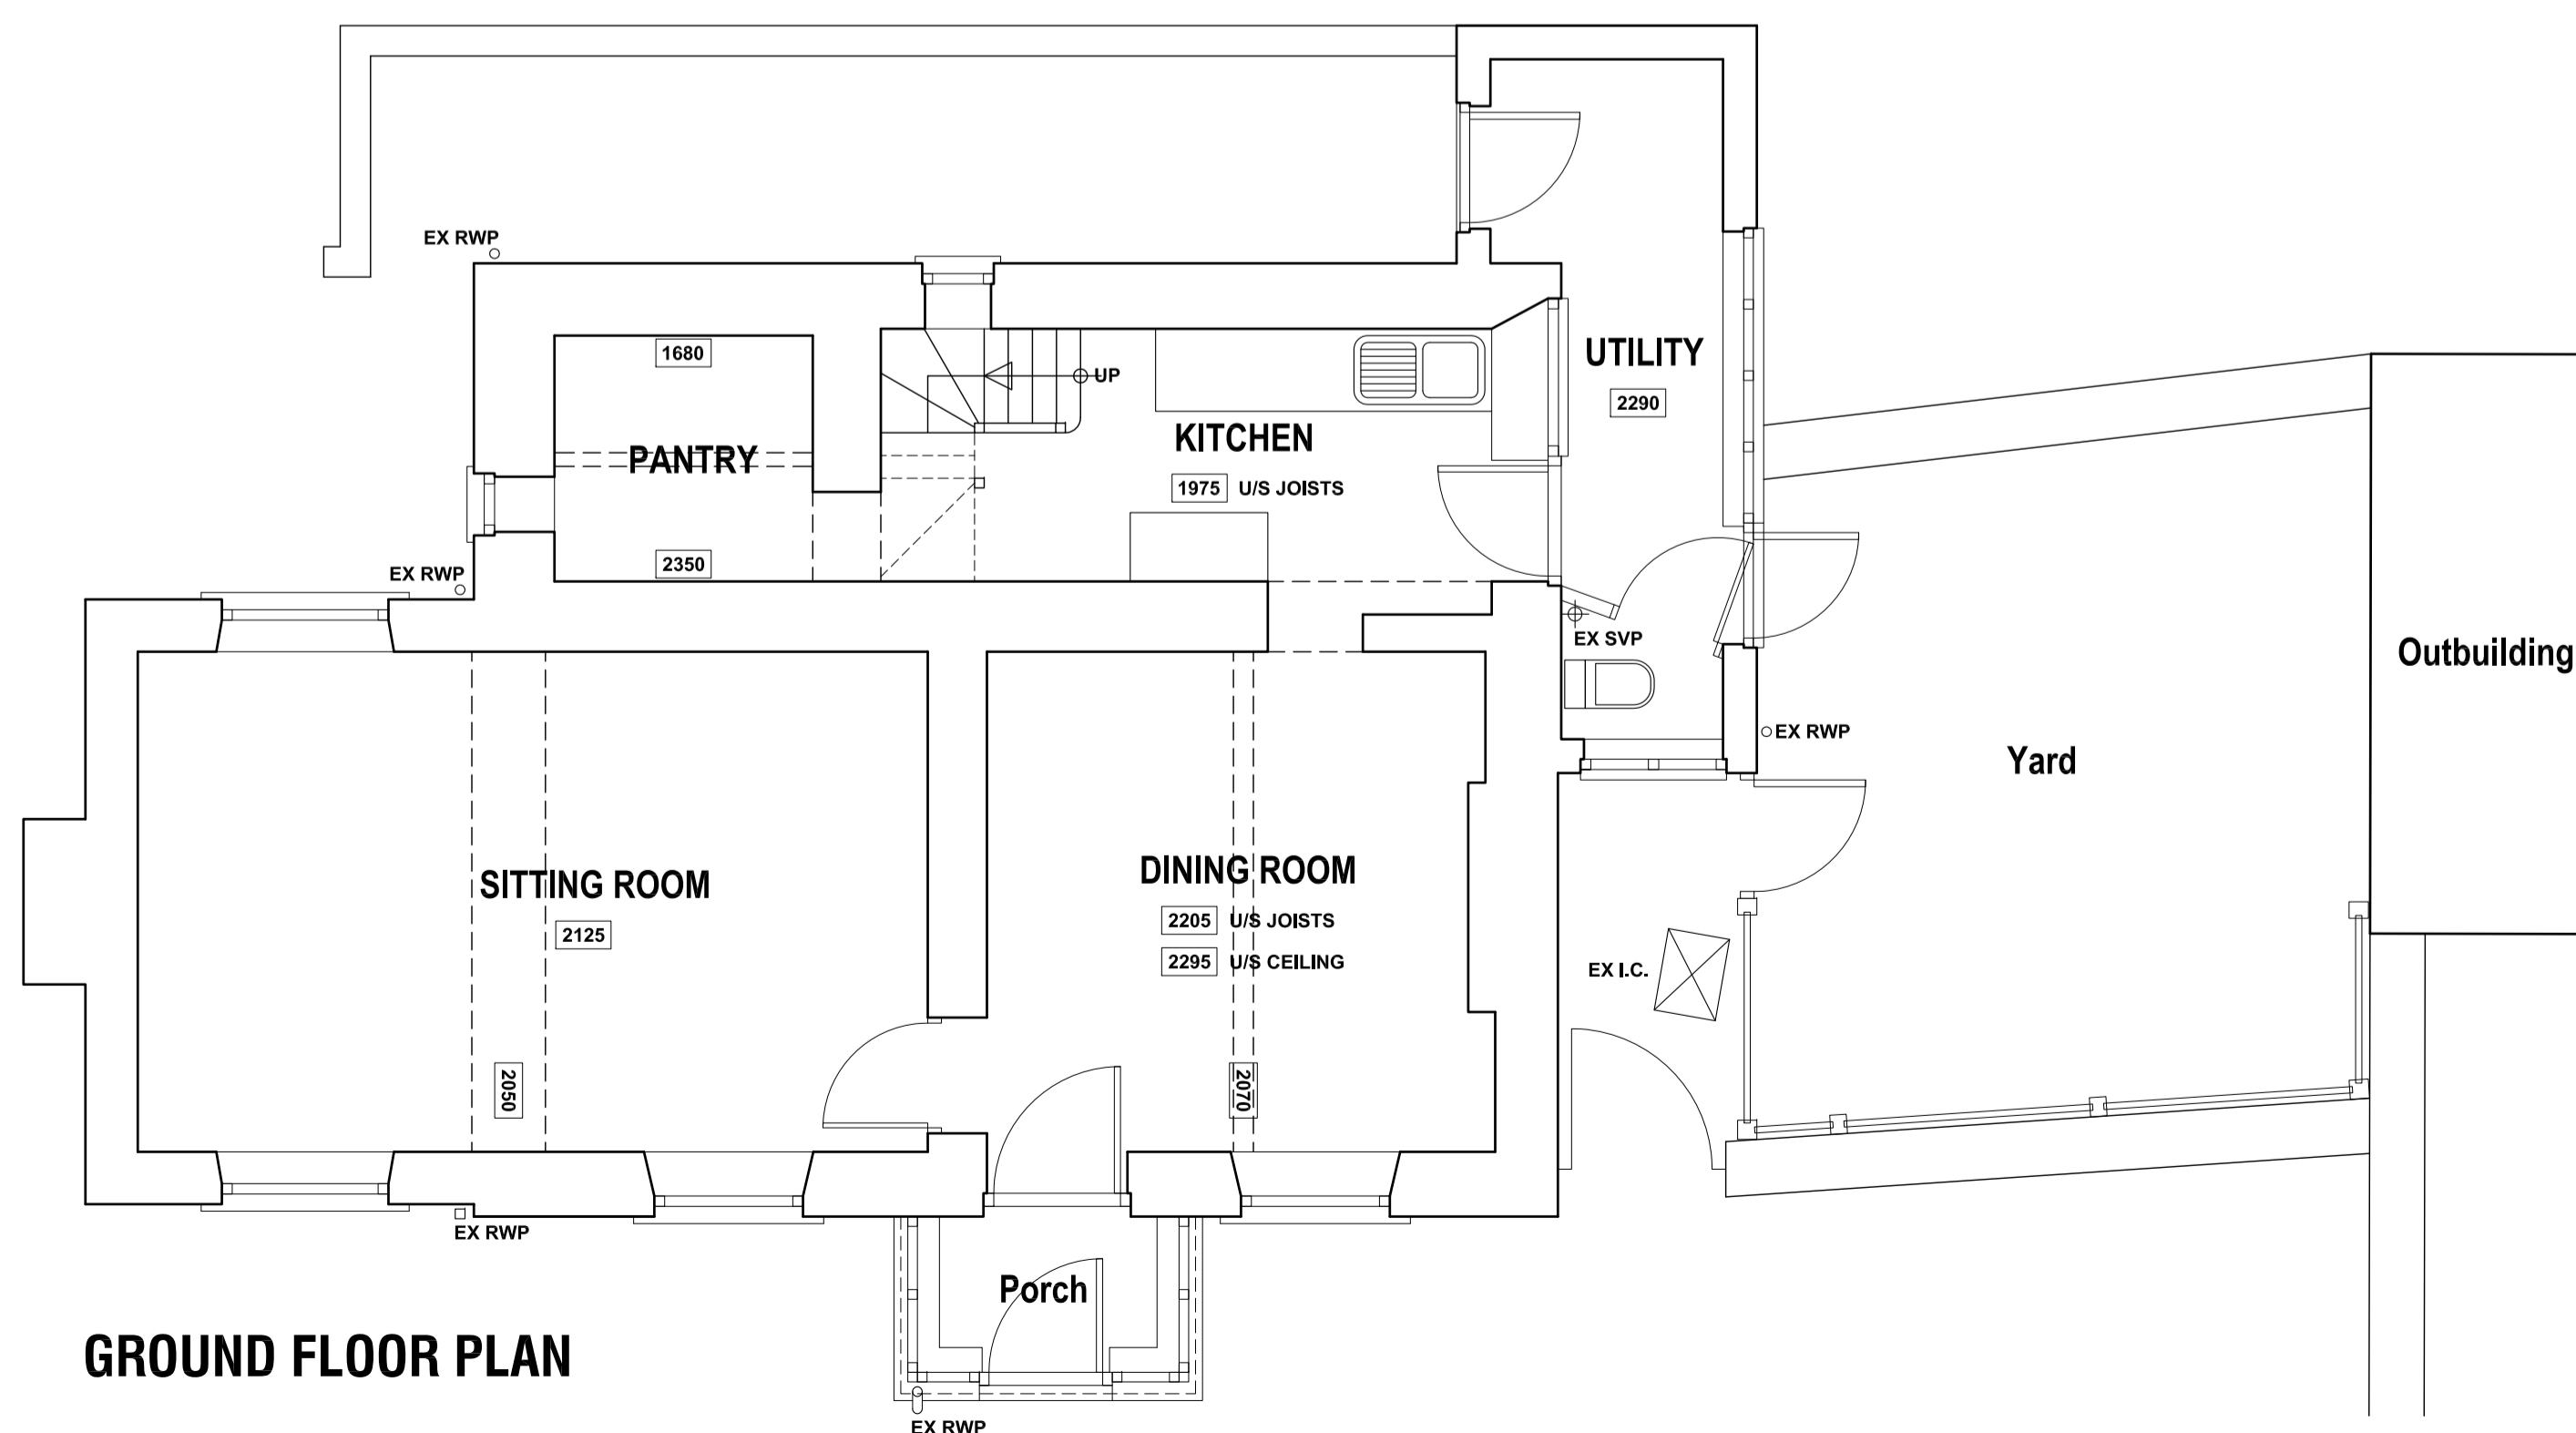 EX RWP
1680
UP
UTILITY
2290
KITCHEN
PANTRY
1975 U/S JOISTS
2350
EX RWP
EX SVP
Outbuilding
EX RWP
Yard
SITTING ROOM
2125
DINING ROOM
2205 U/S JOISTS
2295 U/S CEILING
EX I.C.
2050
2070
EX RWP
Porch
GROUND FLOOR PLAN
EX RWP